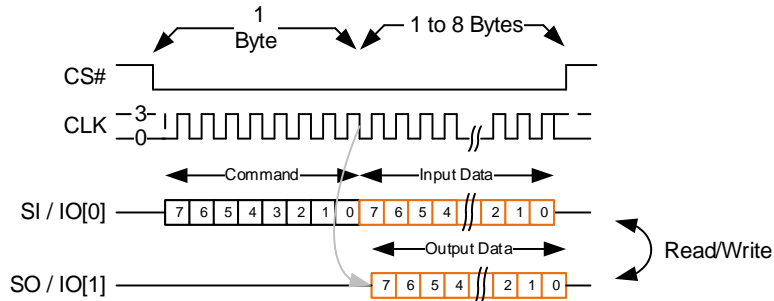 1
Byte
1 to 8 Bytes
CS#
CLK
3
0
Command
Input Data
SI / IO[0]
7 6 5 4 3 2 1 0 7 6 5 4 2 1 0
Output Data
Read/Write
SO / IO[1]
7 6 5 4 2 1 0